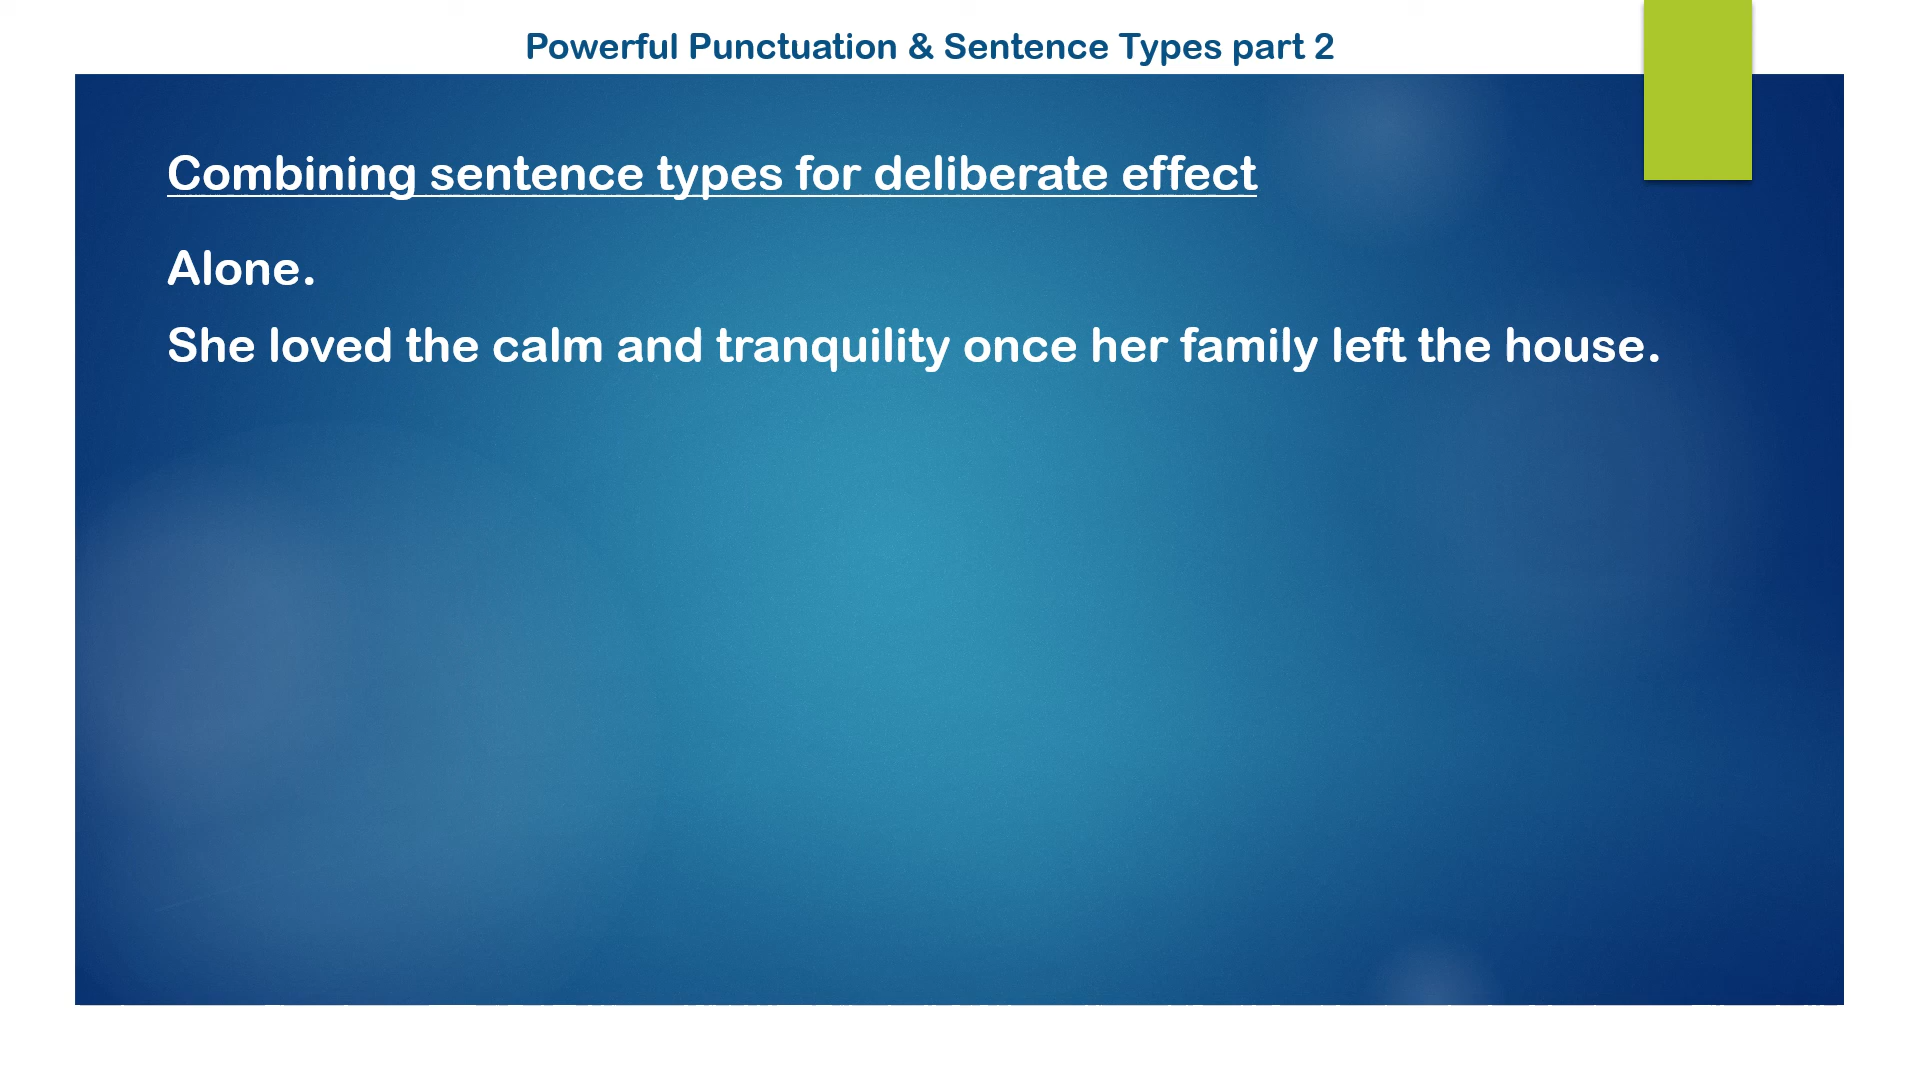 Powerful Punctuation & Sentence Types part 2
Combining sentence types for deliberate effect
Alone.
She loved the calm and tranquility once her family left the house.